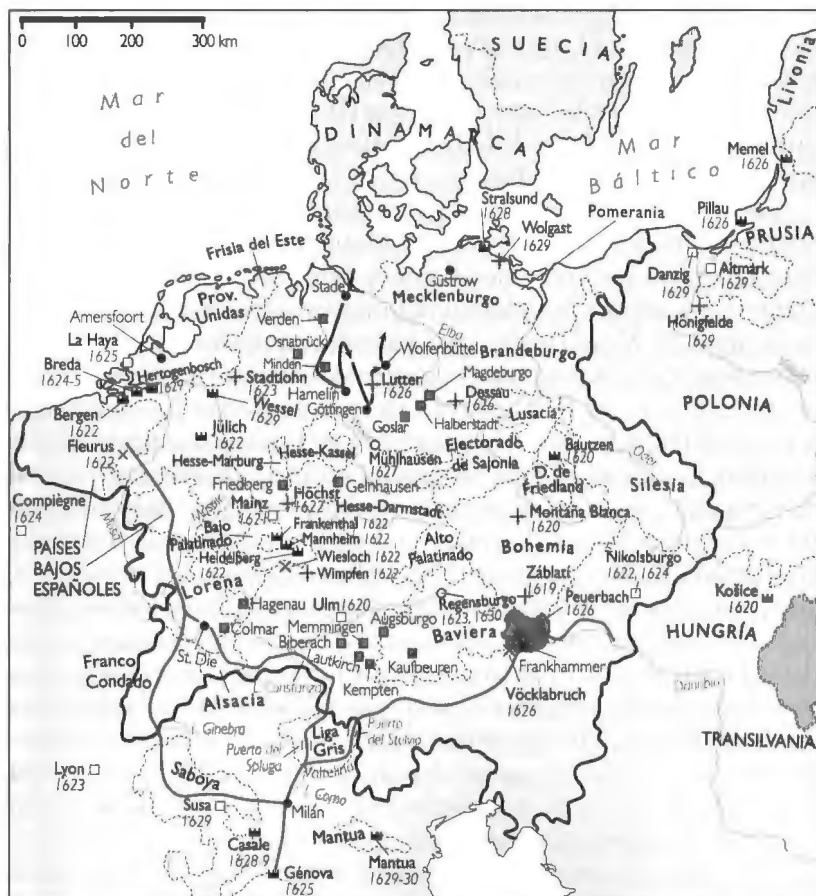 0 100 200 300 km
SUECIA
Livonia
Mar
del
Norte
DINAMARCA
Mar
Báltico
Memel
1626
Stralsund
1628
Wolgast
1629
Pomerania
Pillau
1626
PRUSIA
Frisia del Este
Stade
Güstrow
Mecklenburgo
Danzig
1629
Altmark
1629
Prov.
Unidas
Verden
Elba
Hönigfelde
1629
Amersfoort
La Haya
1625
Osnabrück
Minden
Wolfenbüttel
Brandeburgo
Breda
1624-5
Hertogenbosch
1629
Stadtlohn
1623
Hamelín
Lutten
1626
Magdeburgo
Dessau
1626
POLONIA
Bergen
1622
Wessel
1629
Göttingen
Goslar
Halberstadt
Lusacia
Fleurus
1622
Jülich
1622
Hesse-Kassel
Mühlhausen
1627
Electorado
de Sajonia
Bautzen
1620
Oder
Hesse-Marburg
D. de
Friedland
Silesia
Friedberg
Gelnhausen
Compiègne
1624
Mainz
Höchst
1622
Hesse-Darmstadt
Montaña Blanca
1620
PAÍSES
BAJOS
ESPAÑOLES
Bajo
Palatinado
Frankenthal 1622
Mannheim 1622
Heidelberg
1622
Wiesloch 1622
Wimpfen 1622
Alto
Palatinado
Bohemia
Nikolsburgo
1622, 1624
Lorena
Záblatí
1619
Košice
1620
Hagenau
Ulm 1620
Regensburgo
1623, 1630
Peuerbach
1626
Colmar
Memmingen
Augsburgo
Baviera
HUNGRÍA
Biberach
St. Die
Lautkirch
Kaufbeupen
Frankhammer
Franco
Condado
L. Constanza
Kempten
Vöcklabruch
1626
Danubio
Alsacia
L. Ginebra
Liga
Gris
Puerto
del Stulvio
TRANSILVANIA
Puerto del
Spluga
Lyon
1623
Saboya
L. Como
Susa
1629
Milán
Casale
1628-9
Mantua
Mantua
1629-30
Génova
1625